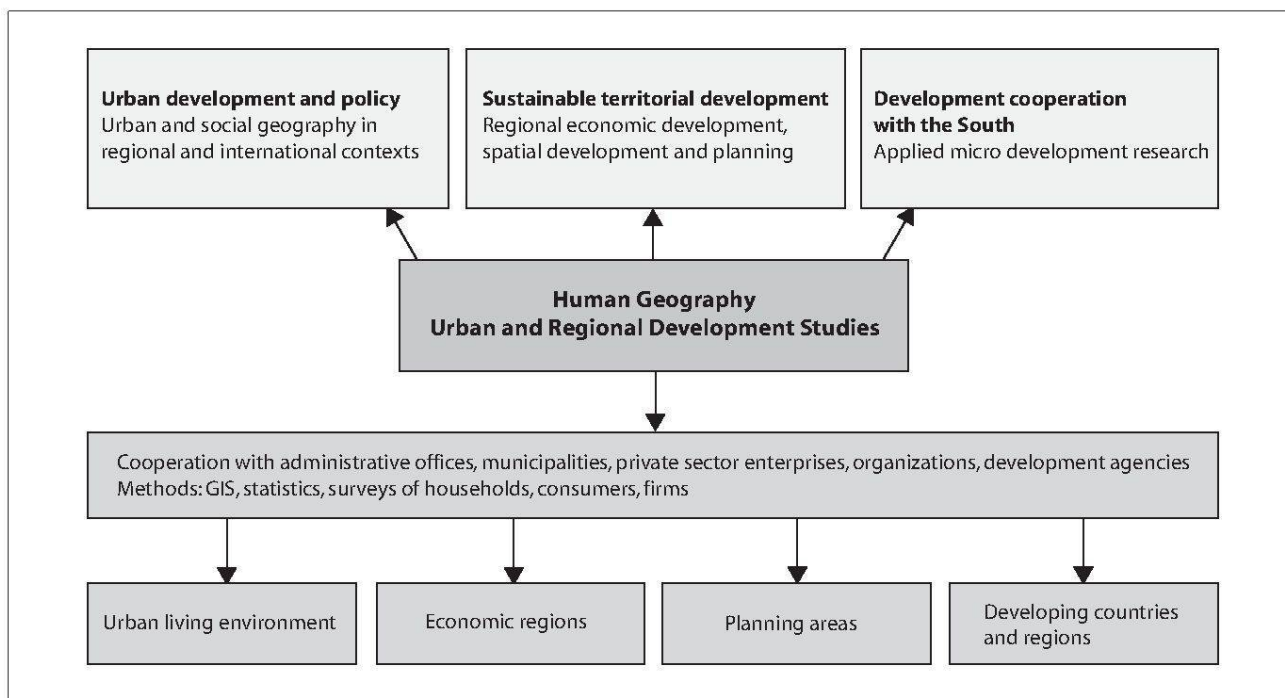 Urban development and policy
Urban and social geography in
regional and international contexts
Sustainable territorial development
Regional economic development,
spatial development and planning
Development cooperation
with the South
Applied micro development research
Human Geography
Urban and Regional Development Studies
Cooperation with administrative offices, municipalities, private sector enterprises, organizations, development agencies
Methods: GIS, statistics, surveys of households, consumers, firms
Urban living environment
Economic regions
Planning areas
Developing countries
and regions